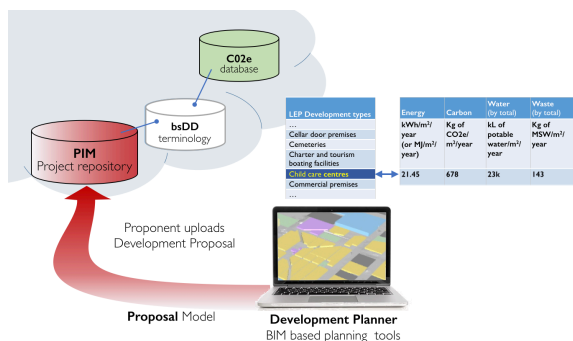 C02e
database
bsDD
terminology
PIM
Project repository
LEP Development types
...
Cellar door premises
Cemeteries
Charter and tourism
boating facilities
Child care centres
Commercial premises
...
Energy Carbon Water (by total) Waste (by total)
kWh/m²/ year (or MJ/m²/ year) Kg of CO2e/ m²/year kL of potable water/m²/ year Kg of MSW/m²/ year
21.45 678 23k 143
Proponent uploads
Development Proposal
Proposal Model
Development Planner
BIM based planning tools